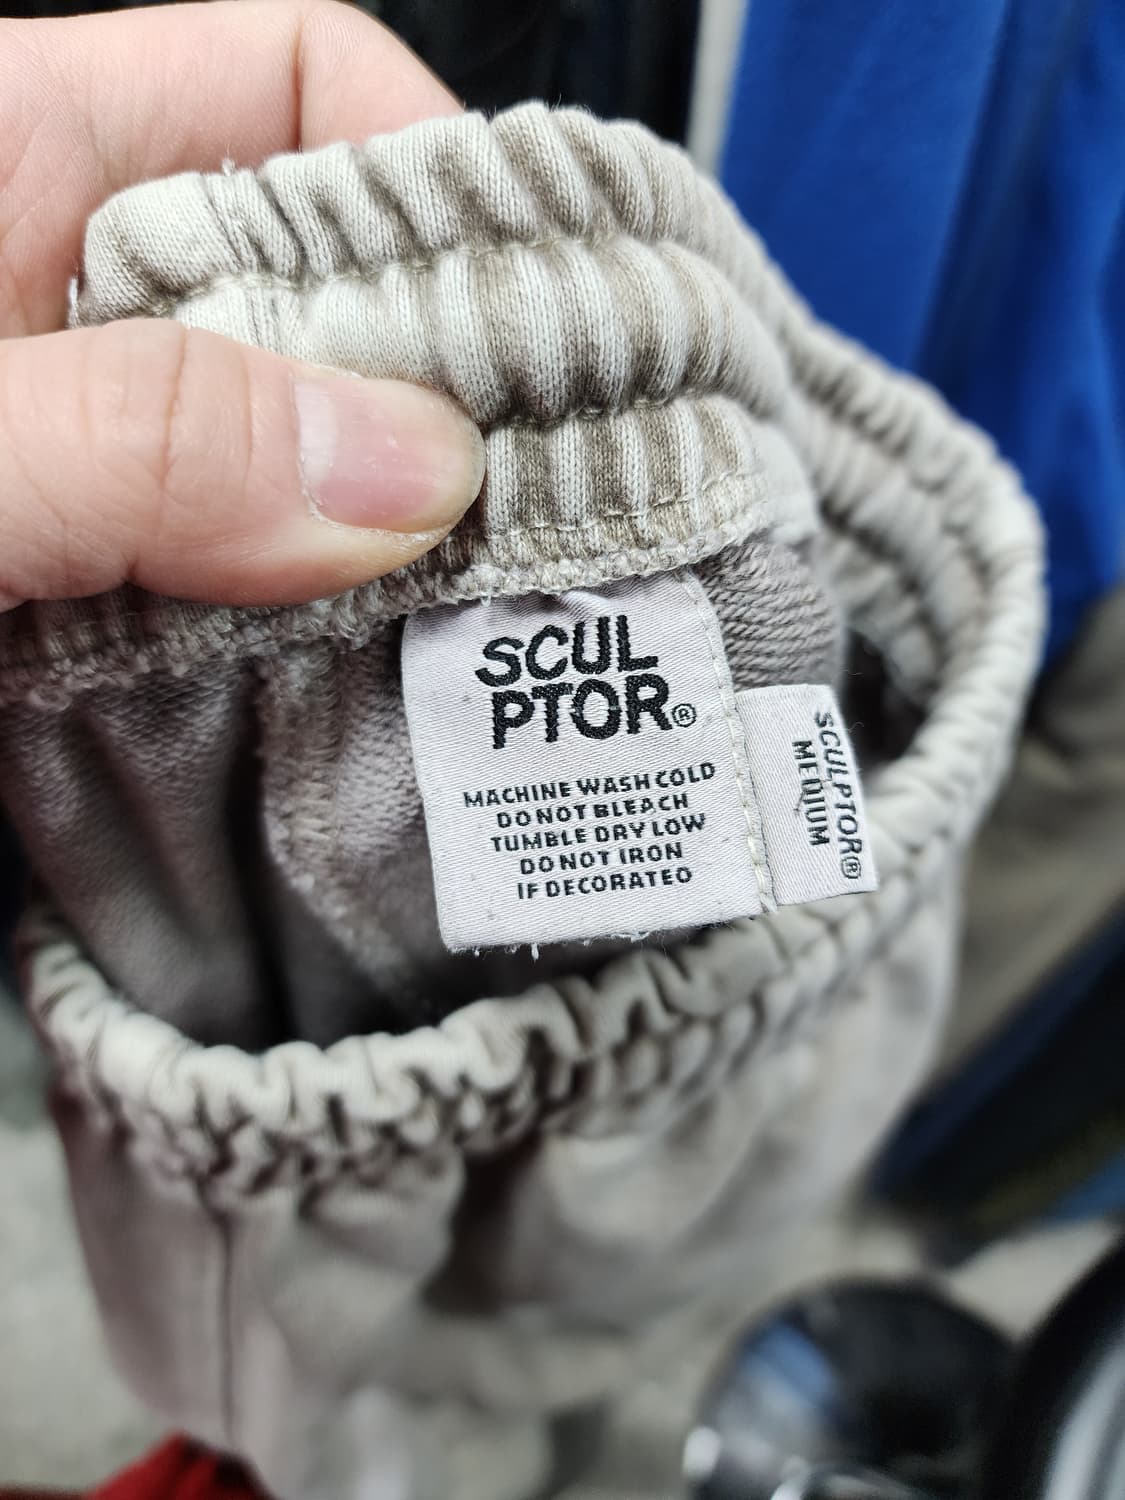 SCUL
PTOR®
MACHINE WASH COLD
DO NOT BLEACH
TUMBLE DRY LOW
DO NOT IRON
IF DECORATED
SCULPTOR®
MEDIUM